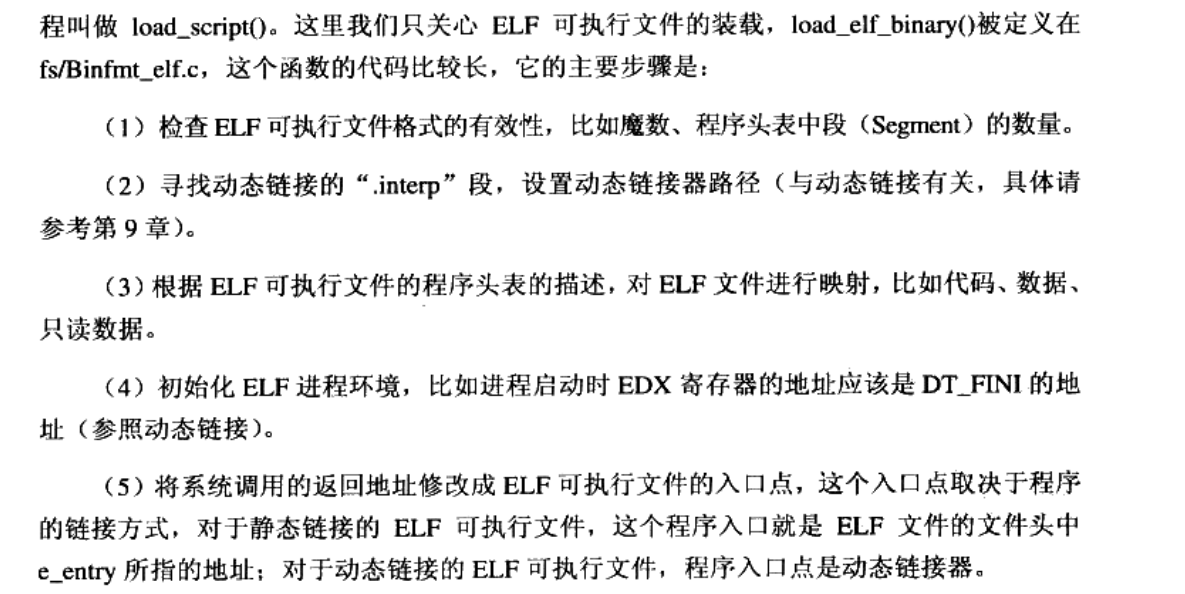 程叫做 load_script()。这里我们只关心 ELF 可执行文件的装载，load_elf_binary()被定义在
fs/Binfmt_elf.c，这个函数的代码比较长，它的主要步骤是：
（1）检查 ELF 可执行文件格式的有效性，比如魔数、程序头表中段（Segment）的数量。
（2）寻找动态链接的“.interp”段，设置动态链接器路径（与动态链接有关，具体请
参考第 9 章）。
（3）根据 ELF 可执行文件的程序头表的描述，对 ELF 文件进行映射，比如代码、数据、
只读数据。
（4）初始化 ELF 进程环境，比如进程启动时 EDX 寄存器的地址应该是 DT_FINI 的地
址（参照动态链接）。
（5）将系统调用的返回地址修改成 ELF 可执行文件的入口点，这个入口点取决于程序
的链接方式，对于静态链接的 ELF 可执行文件，这个程序入口就是 ELF 文件的文件头中
e_entry 所指的地址；对于动态链接的 ELF 可执行文件，程序入口点是动态链接器。